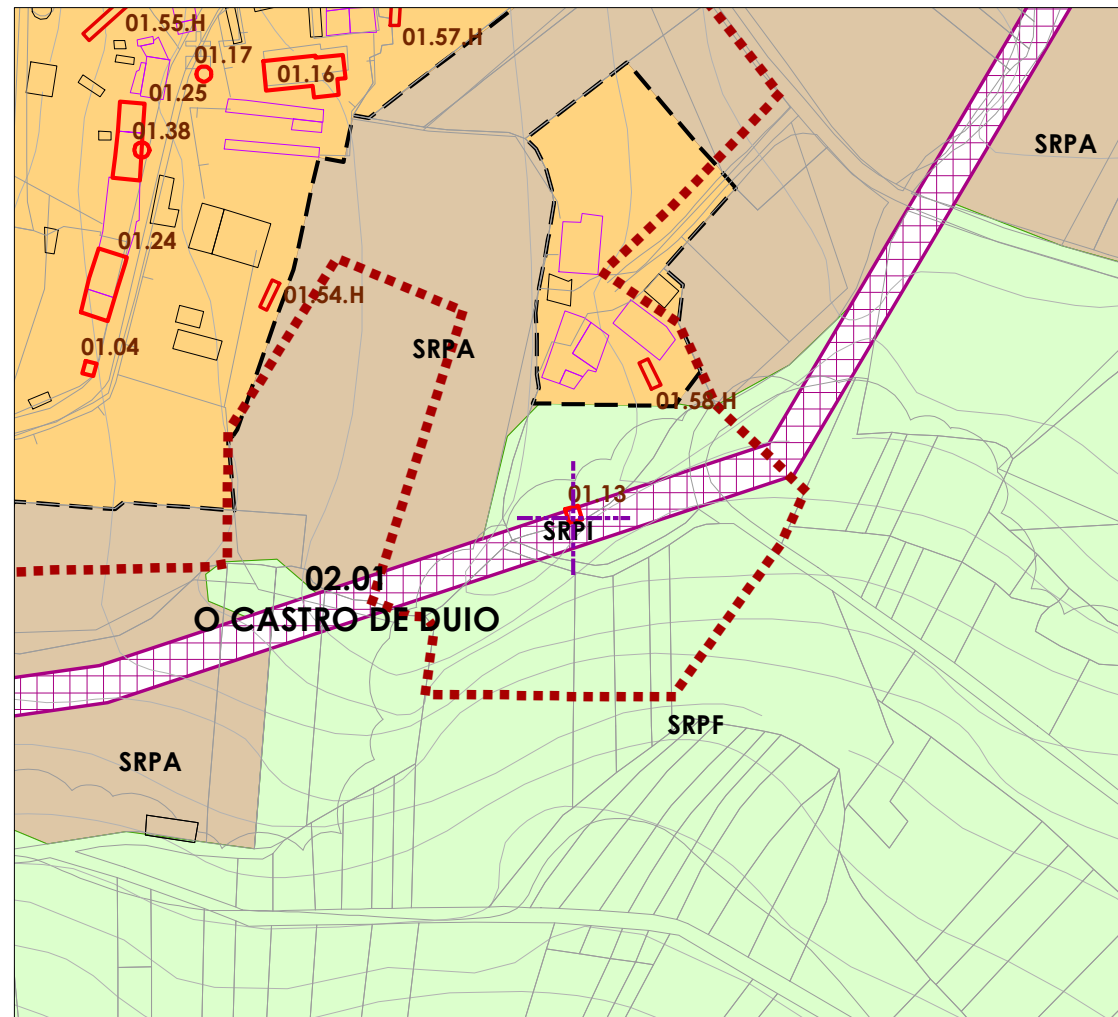 01.55.H
01.57.H
01.17
01.16
01.25
01.38
SRPA
01.24
01.54.H
01.04
SRPA
01.58.H
01.13
SRPI
02.01
O CASTRO DE DUIO
SRPF
SRPA